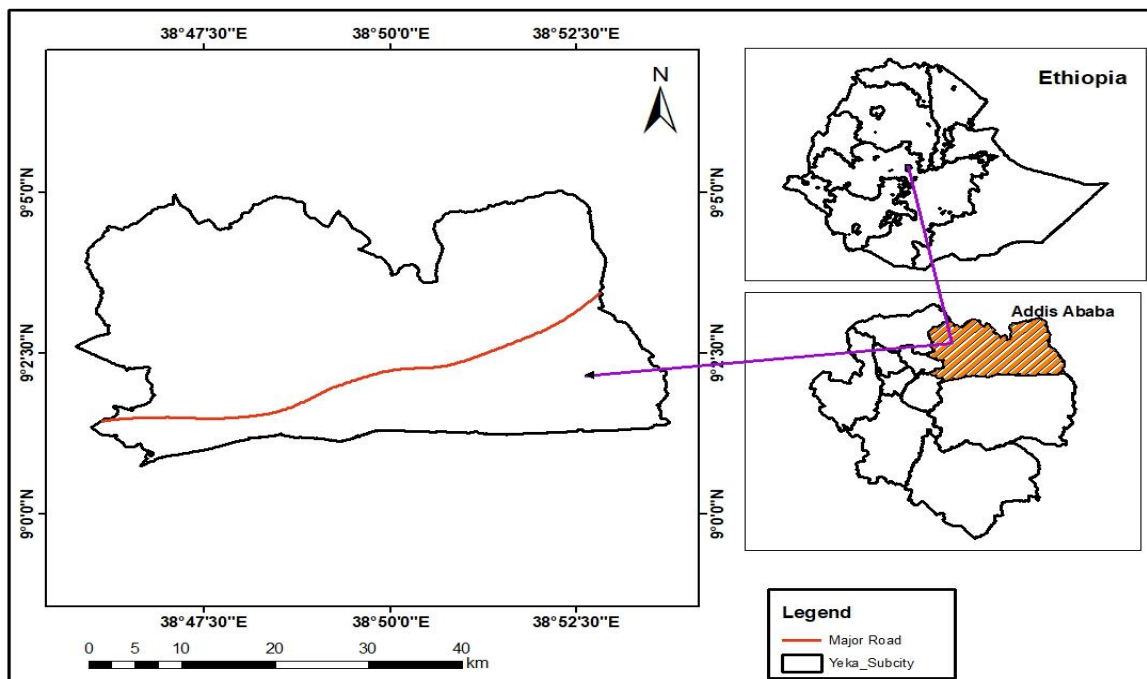 38°47'30"E 38°50'0"E 38°52'30"E
N
Ethiopia
9°5'0"N 9°5'0"N
9°2'30"N 9°2'30"N
9°0'0"N 9°0'0"N
Addis Ababa
38°47'30"E 38°50'0"E 38°52'30"E
0 5 10 20 30 40
km
Legend
Major Road
Yeka_Subcity